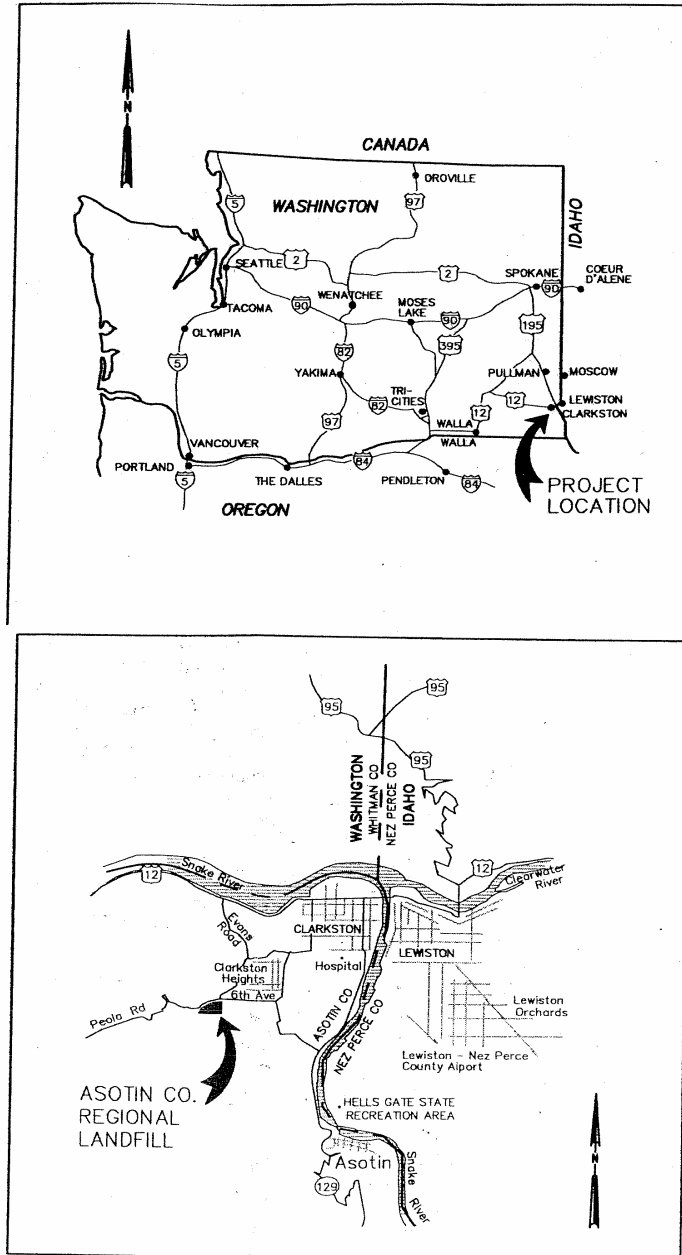 N
CANADA
OROVILLE
5
WASHINGTON
97
IDAHO
SEATTLE
2
2
SPOKANE
90
COEUR
D'ALENE
WENATCHEE
TACOMA
90
MOSES
LAKE
90
195
OLYMPIA
395
82
5
YAKIMA
PULLMAN
MOSCOW
TRI-
CITIES
82
12
12
LEWISTON
CLARKSTON
97
WALLA
WALLA
VANCOUVER
PORTLAND
THE DALLES
84
PENDLETON
84
5
OREGON
PROJECT
LOCATION
95
95
95
WASHINGTON
WHITMAN CO
NEZ PERCE CO
IDAHO
12
Snake River
12
Clearwater
River
Evans
Road
CLARKSTON
LEWISTON
Hospital
Clarkston
Heights
6th Ave
Peola Rd
ASOTIN CO
NEZ PERCE CO
Lewiston
Orchards
Lewiston - Nez Perce
County Aiport
ASOTIN CO.
REGIONAL
LANDFILL
HELLS GATE STATE
RECREATION AREA
Asotin
129
Snake
River
N